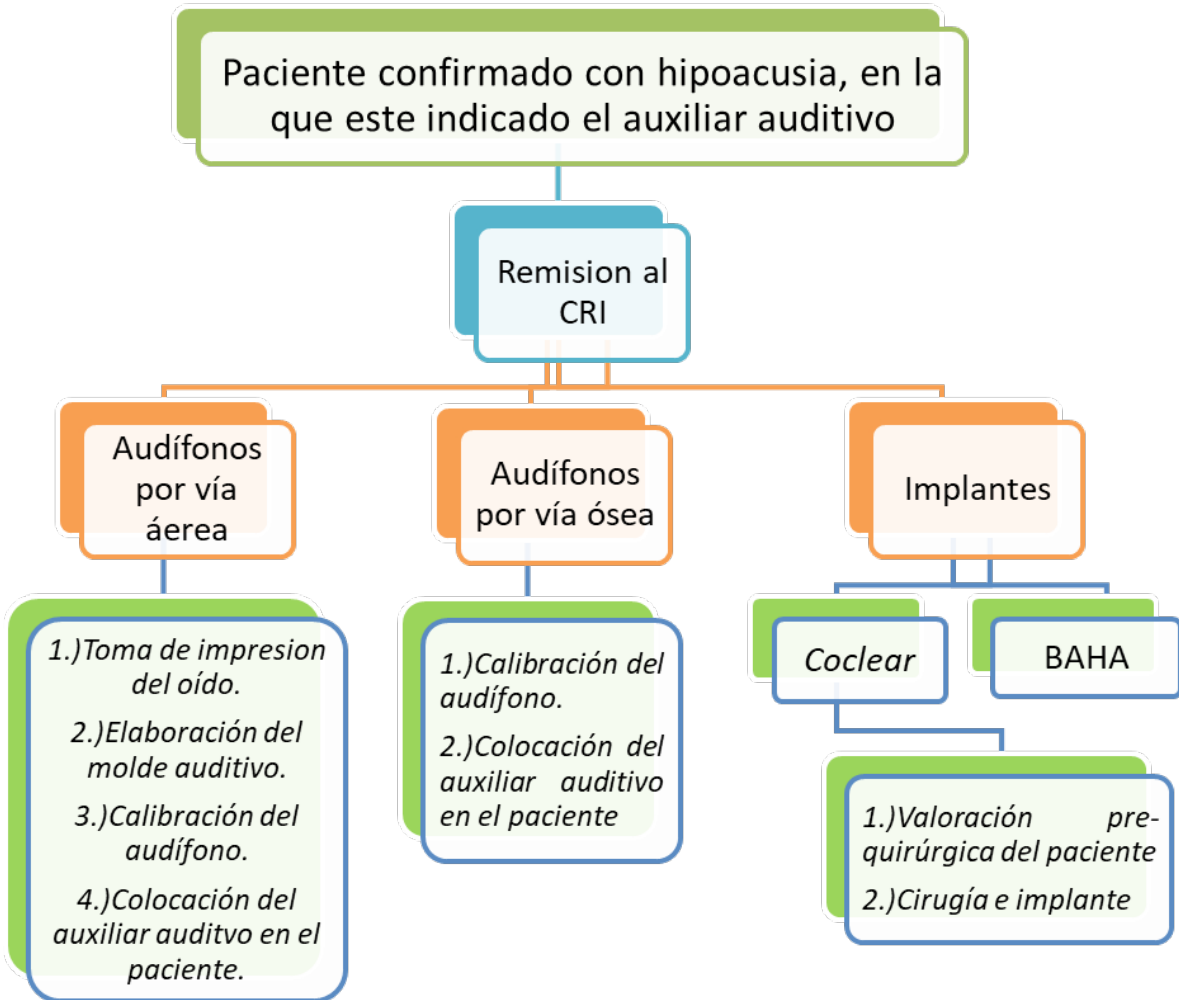 Paciente confirmado con hipoacusia, en la
que este indicado el auxiliar auditivo
Remision al
CRI
Audífonos
por vía
áerea
Audífonos
por vía ósea
Implantes
1.)Toma de impresion
del oído.
2.)Elaboración del
molde auditivo.
3.)Calibración del
audífono.
4.)Colocación del
auxiliar auditvo en el
paciente.
1.)Calibración del
audífono.
2.)Colocación del
auxiliar auditivo
en el paciente
Coclear
BAHA
1.)Valoración pre-
quirúrgica del paciente
2.)Cirugía e implante